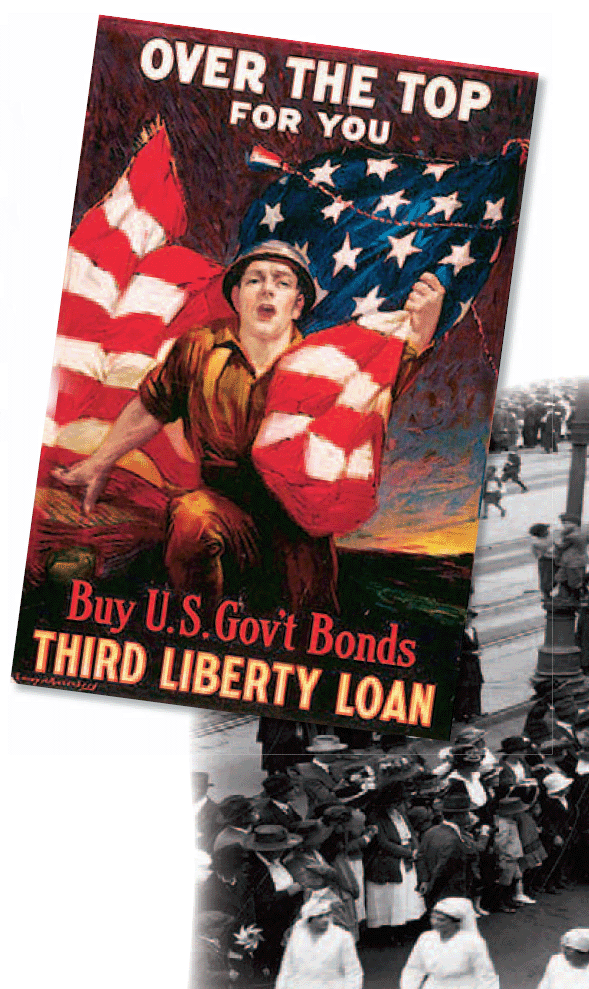 OVER THE TOP
FOR YOU
Buy U.S. Gov't Bonds
THIRD LIBERTY LOAN